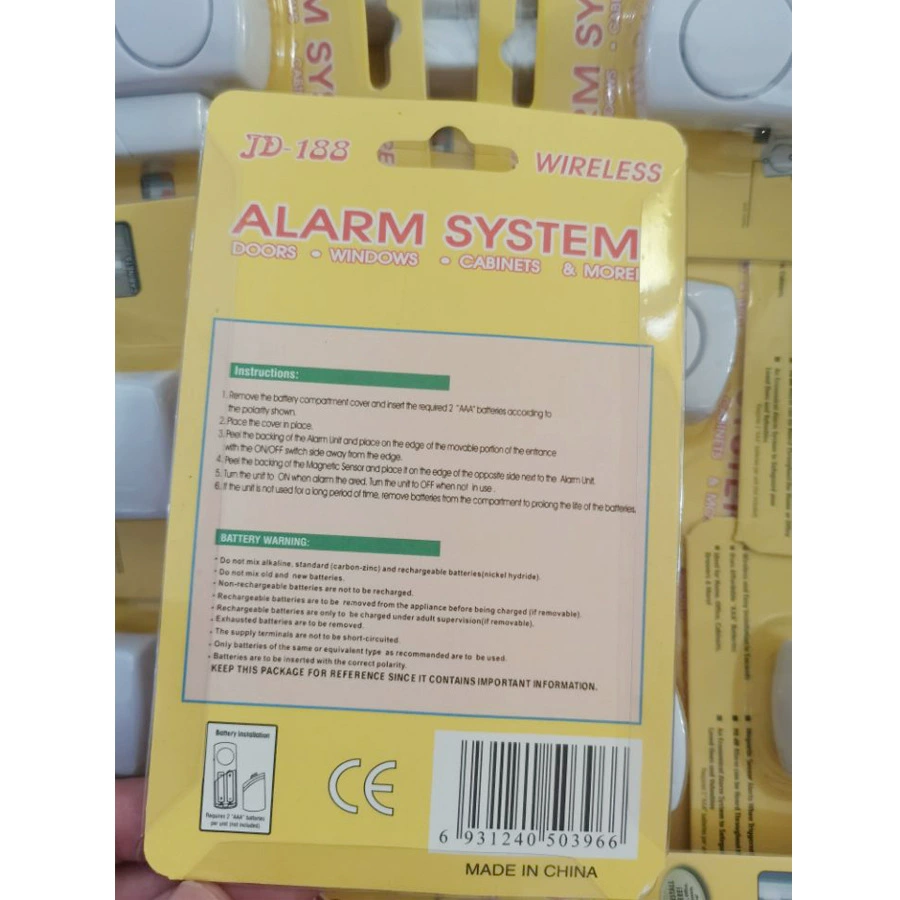 JD-188
WIRELESS
ALARM SYSTEM
DOORS • WINDOWS • CABINETS & MORE!
Instructions:
1. Remove the battery compartment cover and insert the required 2 "AAA" batteries according to
the polarity shown.
2. Place the cover in place.
3. Peel the backing of the Alarm Unit and place on the edge of the movable portion of the entrance
with the ON/OFF switch side away from the edge.
4. Peel the backing of the Magnetic Sensor and place it on the edge of the opposite side next to the Alarm Unit.
5. Turn the unit to ON when alarm the ared. Turn the unit to OFF when not in use.
6. If the unit is not used for a long period of time, remove batteries from the compartment to prolong the life of the batteries.
BATTERY WARNING:
• Do not mix alkaline, standard (carbon-zinc) and rechargeable batteries(nickel hydride).
• Do not mix old and new batteries.
• Non-rechargeable batteries are not to be recharged.
• Rechargeable batteries are to be removed from the appliance before being charged (if removable).
• Rechargeable batteries are only to be charged under adult supervision(if removable).
• Exhausted batteries are to be removed.
• The supply terminals are not to be short-circuited.
• Only batteries of the same or equivalent type as recommended are to be used.
• Batteries are to be inserted with the correct polarity.
KEEP THIS PACKAGE FOR REFERENCE SINCE IT CONTAINS IMPORTANT INFORMATION.
Battery Installation
Requires 2 "AAA" batteries
per unit (not included)
CE
6 931240 503966
MADE IN CHINA